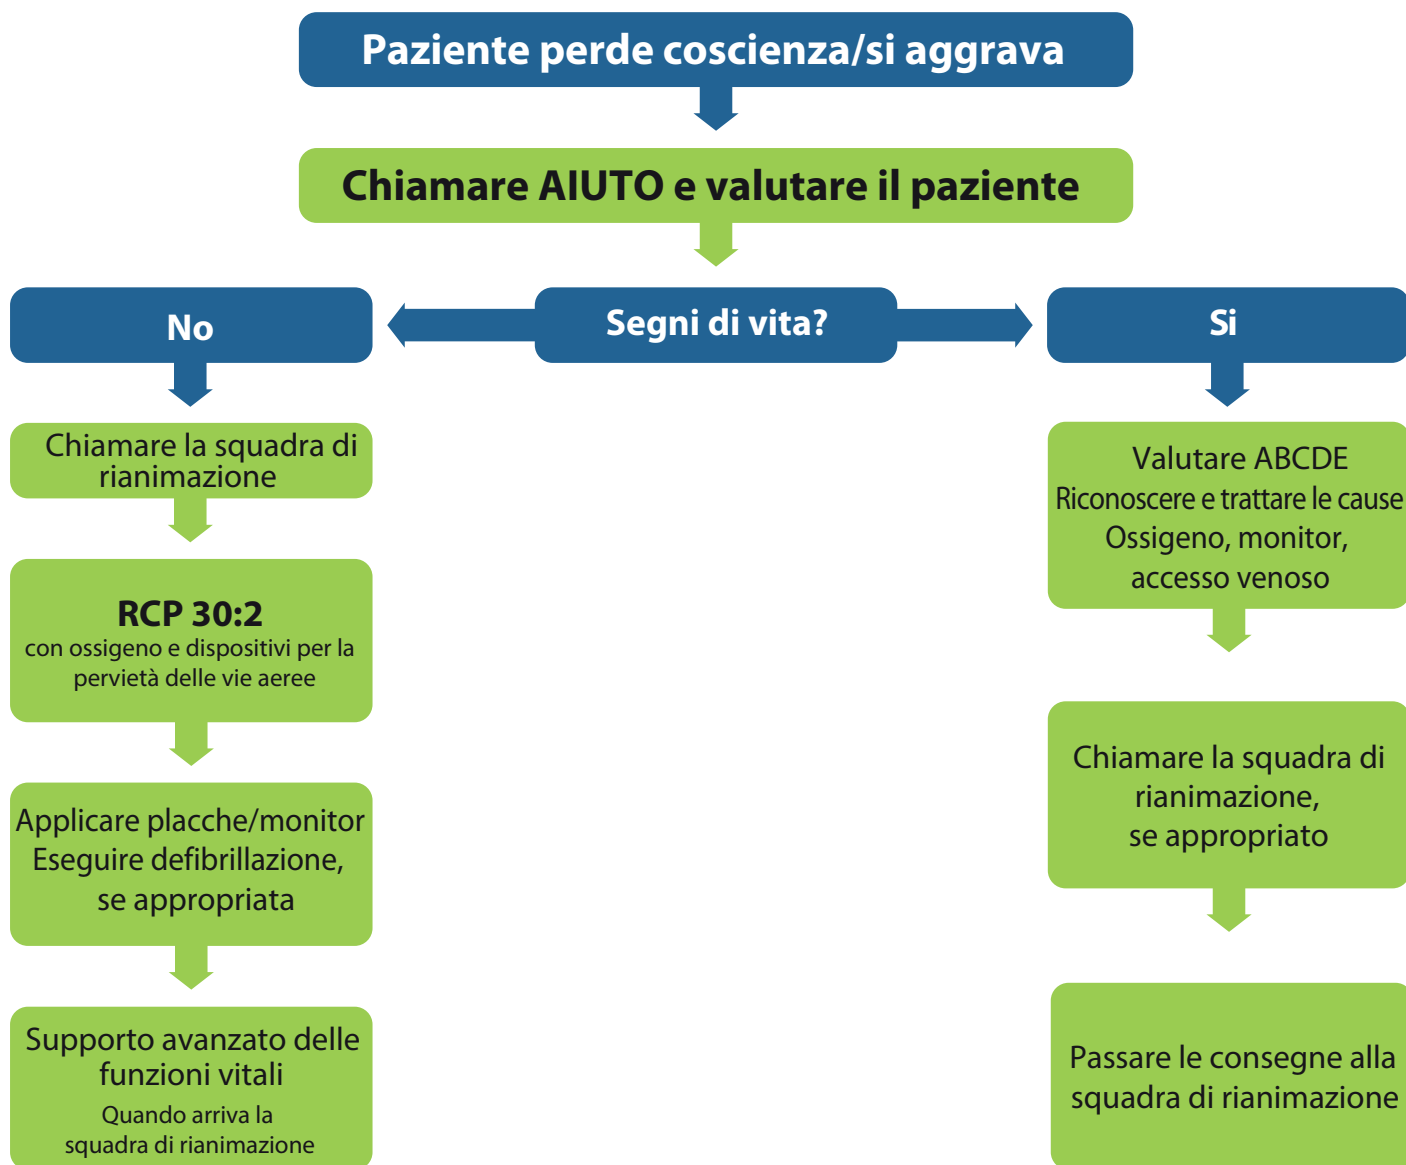 Paziente perde coscienza/si aggrava
Chiamare AIUTO e valutare il paziente
Segni di vita?
No
Chiamare la squadra di
rianimazione
RCP 30:2
con ossigeno e dispositivi per la
pervietà delle vie aeree
Applicare placche/monitor
Eseguire defibrillazione,
se appropriata
Supporto avanzato delle
funzioni vitali
Quando arriva la
squadra di rianimazione
Si
Valutare ABCDE
Riconoscere e trattare le cause
Ossigeno, monitor,
accesso venoso
Chiamare la squadra di
rianimazione,
se appropriato
Passare le consegne alla
squadra di rianimazione